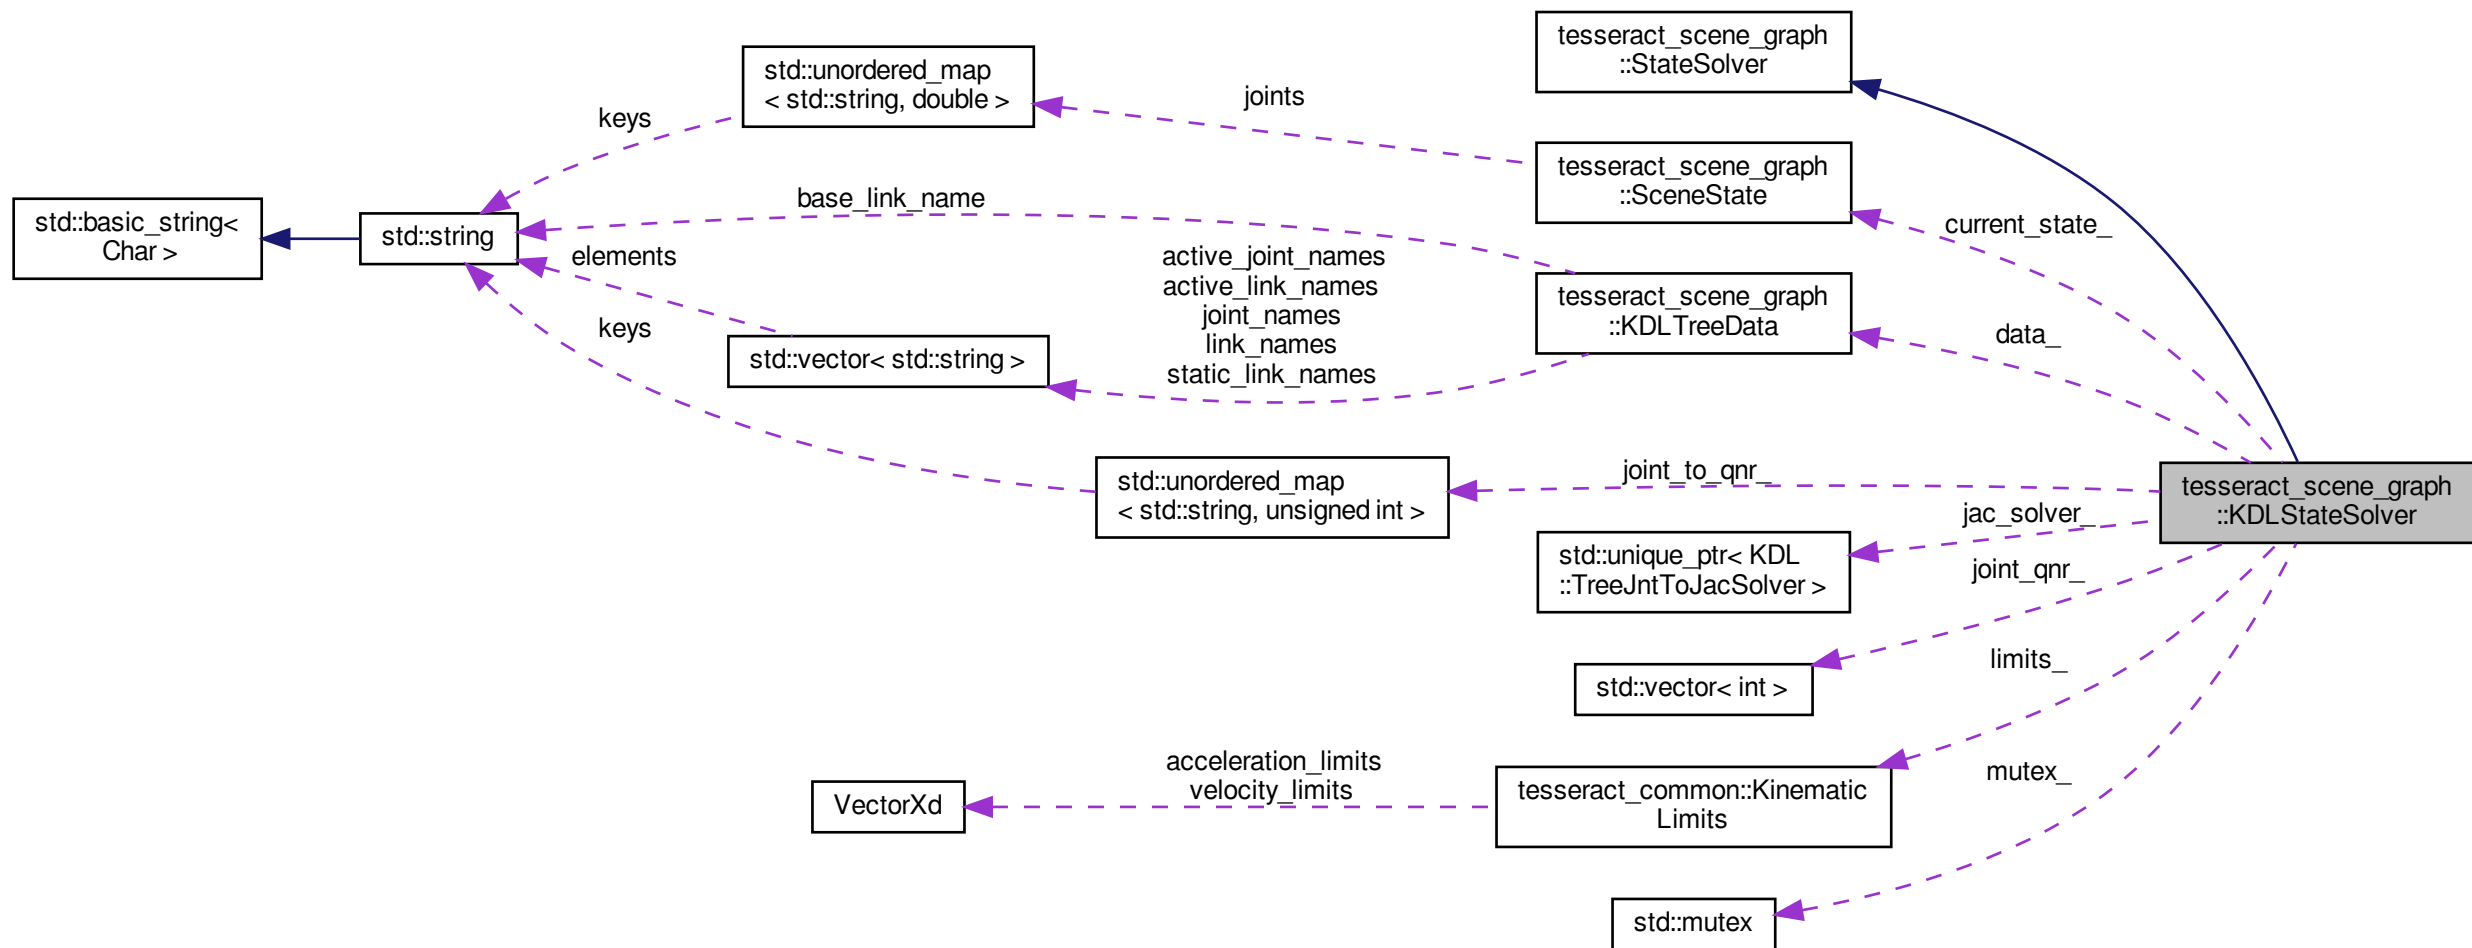 tesseract_scene_graph
::StateSolver
std::unordered_map
< std::string, double >
joints
keys
tesseract_scene_graph
::SceneState
base_link_name
current_state_
std::basic_string<
Char >
std::string
elements
active_joint_names
active_link_names
joint_names
link_names
static_link_names
tesseract_scene_graph
::KDLTreeData
data_
keys
std::vector< std::string >
std::unordered_map
< std::string, unsigned int >
joint_to_qnr_
tesseract_scene_graph
::KDLStateSolver
jac_solver_
std::unique_ptr< KDL
::TreeJntToJacSolver >
joint_qnr_
std::vector< int >
limits_
acceleration_limits
velocity_limits
VectorXd
tesseract_common::Kinematic
Limits
mutex_
std::mutex